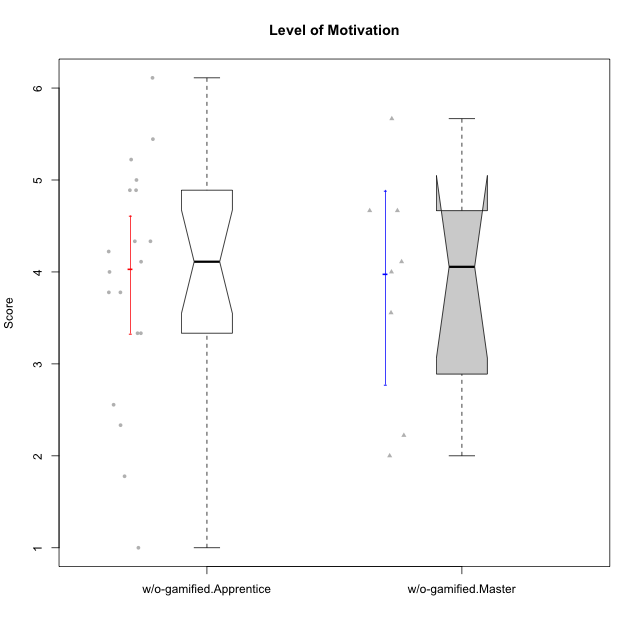 Level of Motivation
Score
6
5
4
3
2
1
w/o-gamified.Apprentice
w/o-gamified.Master